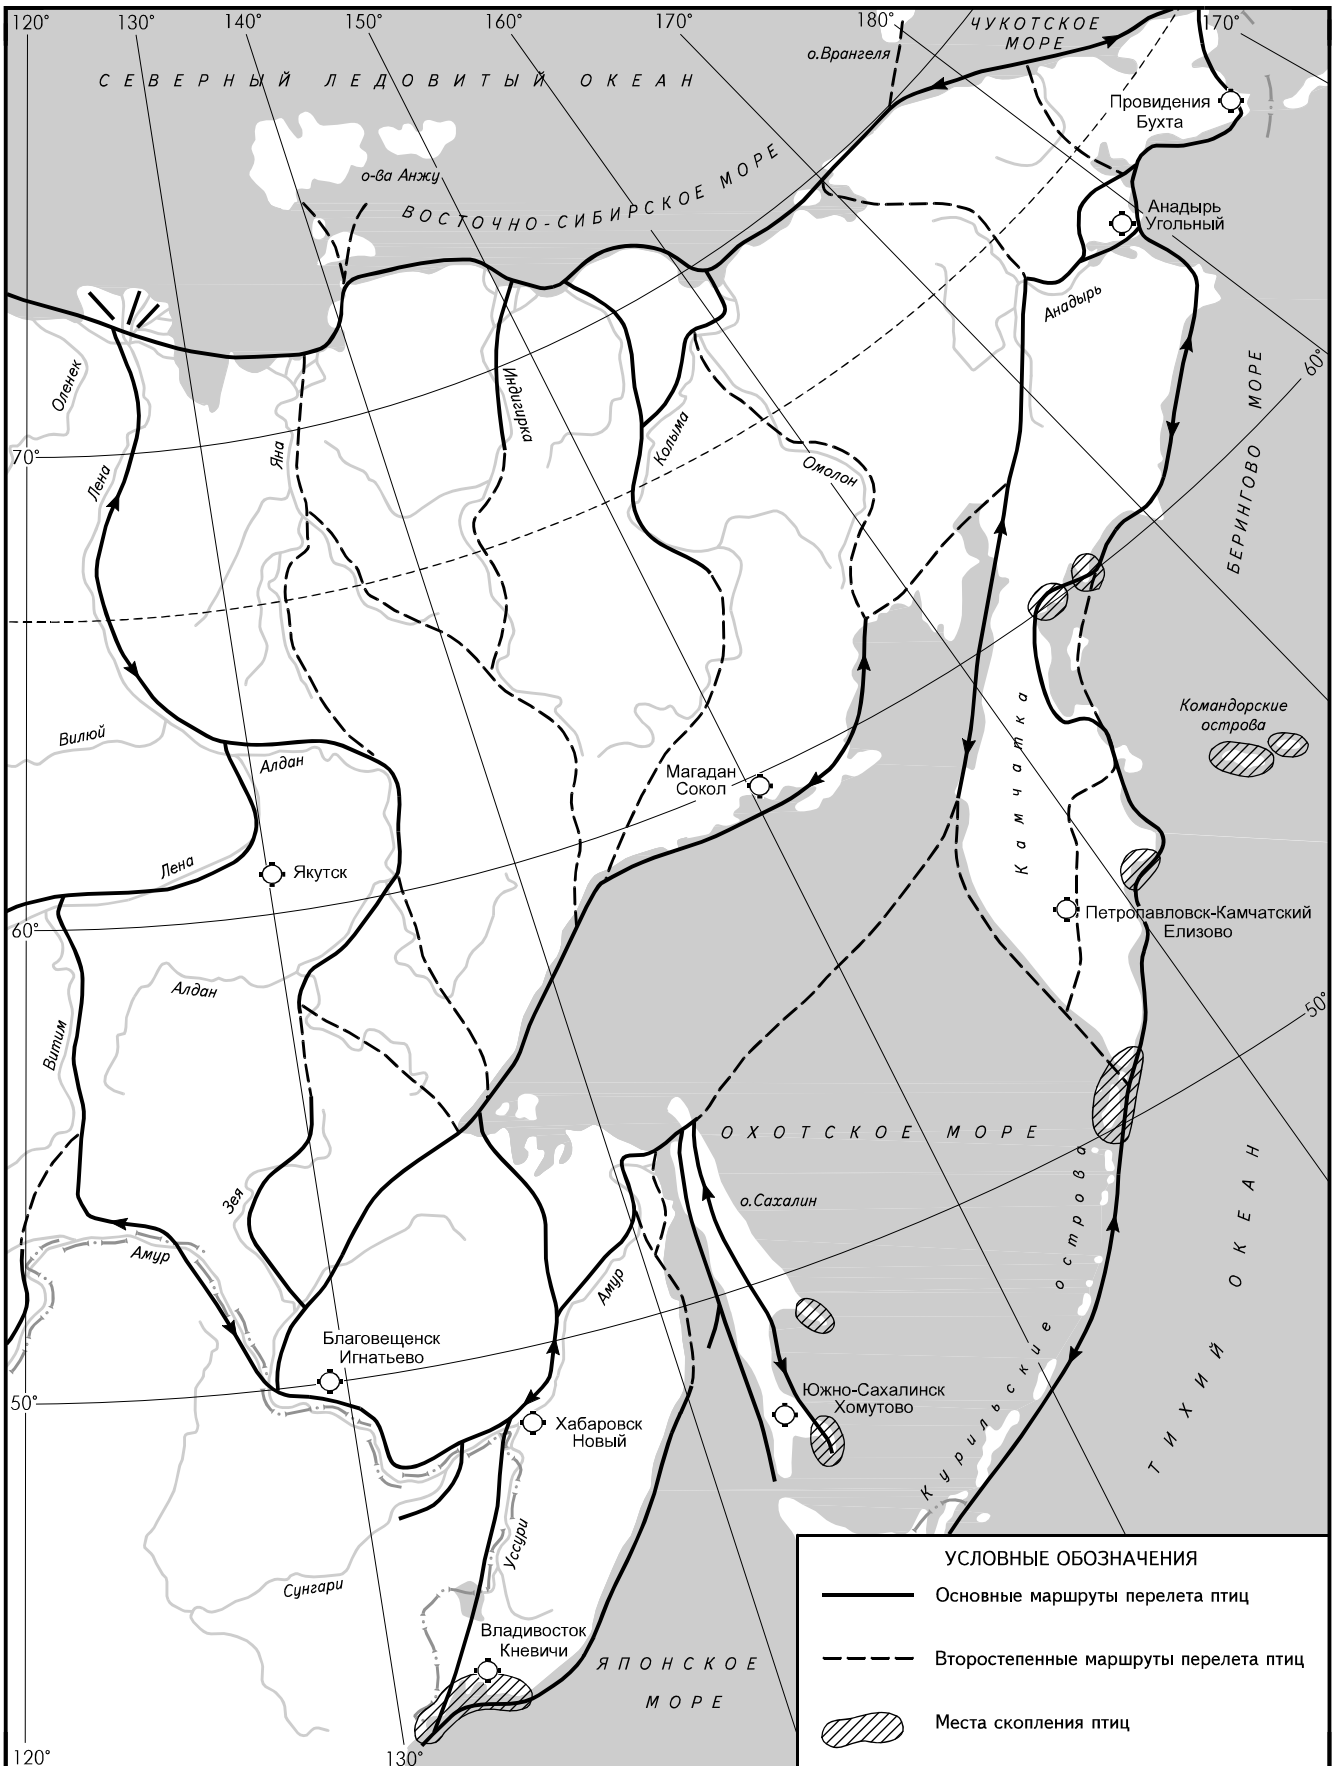 120°
130°
140°
150°
160°
170°
180°
170°
ЧУКОТСКОЕ
МОРЕ
о.Врангеля
СЕВЕРНЫЙ ЛЕДОВИТЫЙ ОКЕАН
Провидения
Бухта
о-ва Анжу
ВОСТОЧНО-СИБИРСКОЕ МОРЕ
Анадырь
Угольный
Анадырь
60°
Оленек
Индигирка
БЕРИНГОВО МОРЕ
70°
Лена
Яна
Колыма
Омолон
Камчатка
Командорские
острова
Вилюй
Алдан
Магадан
Сокол
Лена
Якутск
Петропавловск-Камчатский
Елизово
60°
Алдан
50°
Витим
ОХОТСКОЕ МОРЕ
Зея
о.Сахалин
Амур
Амур
Курильские острова
ТИХИЙ ОКЕАН
Благовещенск
Игнатьево
50°
Южно-Сахалинск
Хомутово
Хабаровск
Новый
Уссури
Сунгари
Владивосток
Кневичи
ЯПОНСКОЕ
МОРЕ
120°
130°
УСЛОВНЫЕ ОБОЗНАЧЕНИЯ
Основные маршруты перелета птиц
Второстепенные маршруты перелета птиц
Места скопления птиц